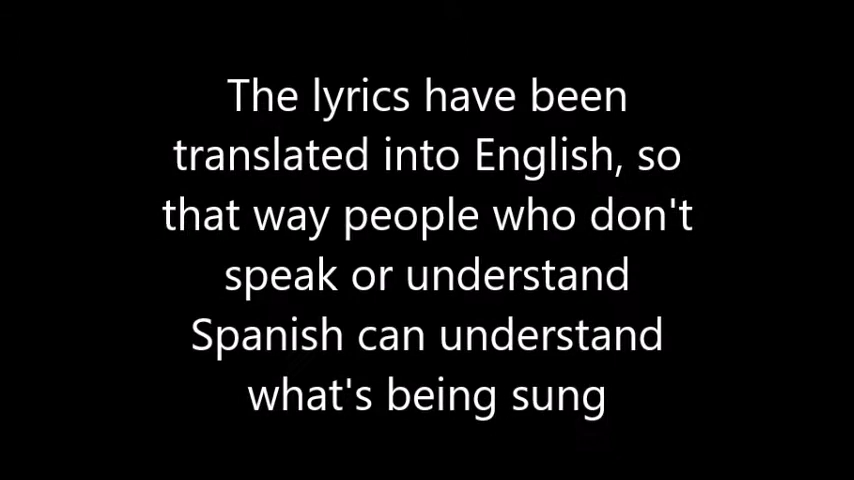 The lyrics have been
translated into English, so
that way people who don't
speak or understand
Spanish can understand
what's being sung